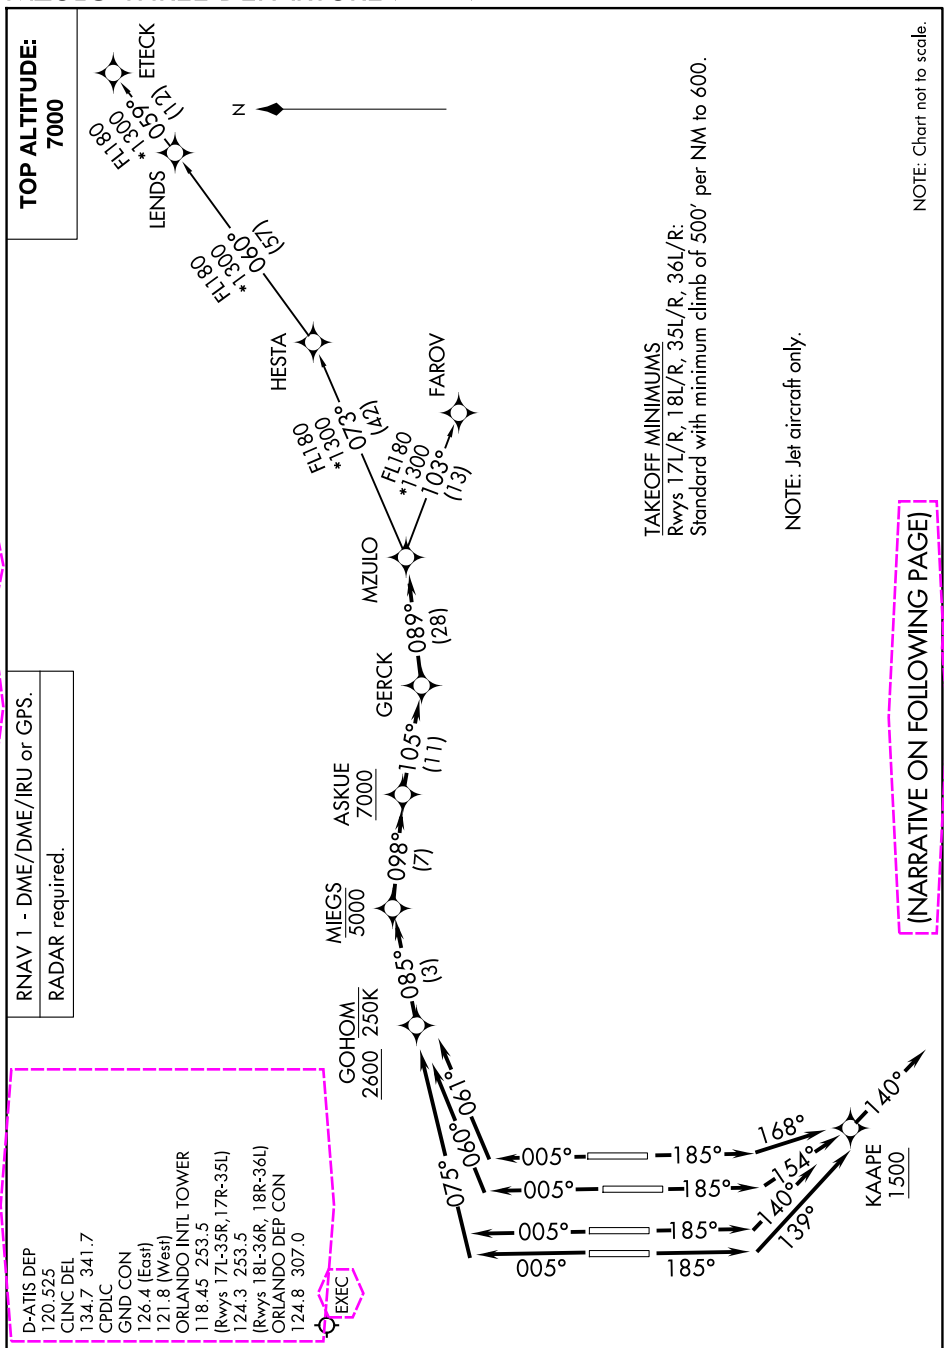 TOP ALTITUDE:
7000
RNAV 1 - DME/DME/IRU or GPS.
RADAR required.
D-ATIS DEP
120.525
CLNC DEL
134.7 341.7
CPDLC
GND CON
126.4 (East)
121.8 (West)
ORLANDO INTL TOWER
118.45 253.5
(Rwys 17L-35R,17R-35L)
124.3 253.5
(Rwys 18L-36R, 18R-36L)
ORLANDO DEP CON
124.8 307.0
EXEC
N
ETECK
FL180
*1300
059°
(12)
LENDS
FL180
*1300
060°
(57)
HESTA
FL180
*1300
073°
(42)
FAROV
FL180
*1300
103°
(13)
MZULO
089°
(28)
GERCK
105°
(11)
ASKUE
7000
098°
(7)
MIEGS
5000
085°
(3)
GOHOM
2600 250K
061°
060°
075°
005°
005°
005°
005°
185°
185°
185°
185°
168°
154°
140°
139°
KAAPE
1500
140°
TAKEOFF MINIMUMS
Rwys 17L/R, 18L/R, 35L/R, 36L/R:
Standard with minimum climb of 500' per NM to 600.
NOTE: Jet aircraft only.
(NARRATIVE ON FOLLOWING PAGE)
NOTE: Chart not to scale.